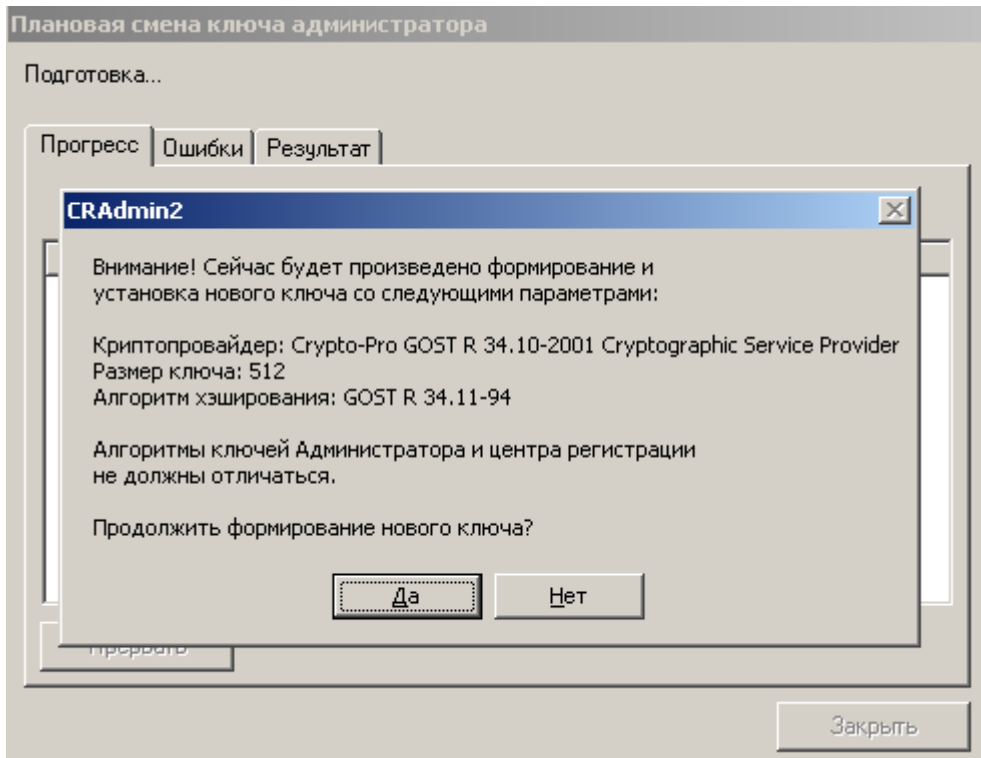 Плановая смена ключа администратора
Подготовка...
Прогресс Ошибки Результат
CRAdmin2
Внимание! Сейчас будет произведено формирование и
установка нового ключа со следующими параметрами:
Криптопровайдер: Crypto-Pro GOST R 34.10-2001 Cryptographic Service Provider
Размер ключа: 512
Алгоритм хэширования: GOST R 34.11-94
Алгоритмы ключей Администратора и центра регистрации
не должны отличаться.
Продолжить формирование нового ключа?
Да Нет
Прервать
Закрыть